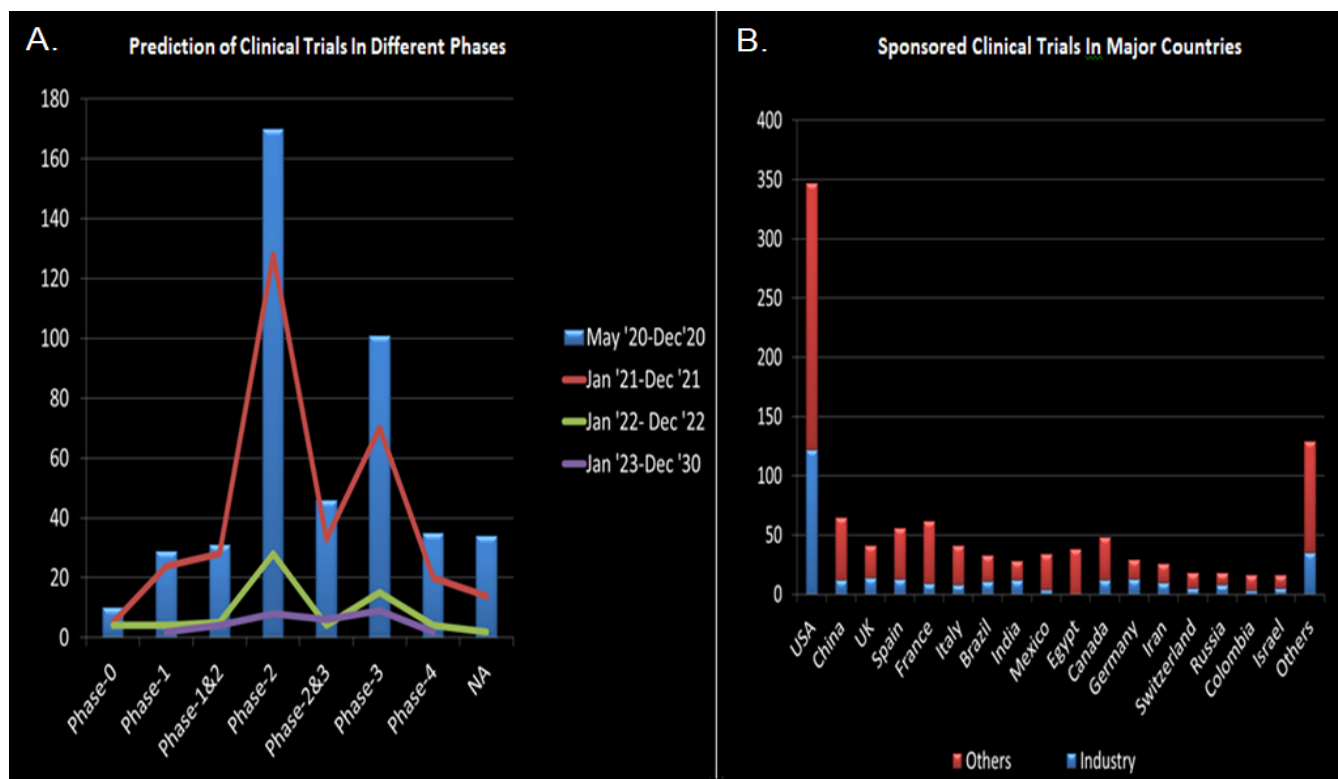 A.
Prediction of Clinical Trials In Different Phases
180
160
140
120
100
80
60
40
20
0
Phase-0
Phase-1
Phase-1&2
Phase-2
Phase-2&3
Phase-3
Phase-4
NA
May '20-Dec'20
Jan '21-Dec '21
Jan '22- Dec '22
Jan '23-Dec '30
B.
Sponsored Clinical Trials In Major Countries
400
350
300
250
200
150
100
50
0
USA
China
UK
Spain
France
Italy
Brazil
India
Mexico
Egypt
Canada
Germany
Iran
Switzerland
Russia
Colombia
Israel
Others
Others
Industry